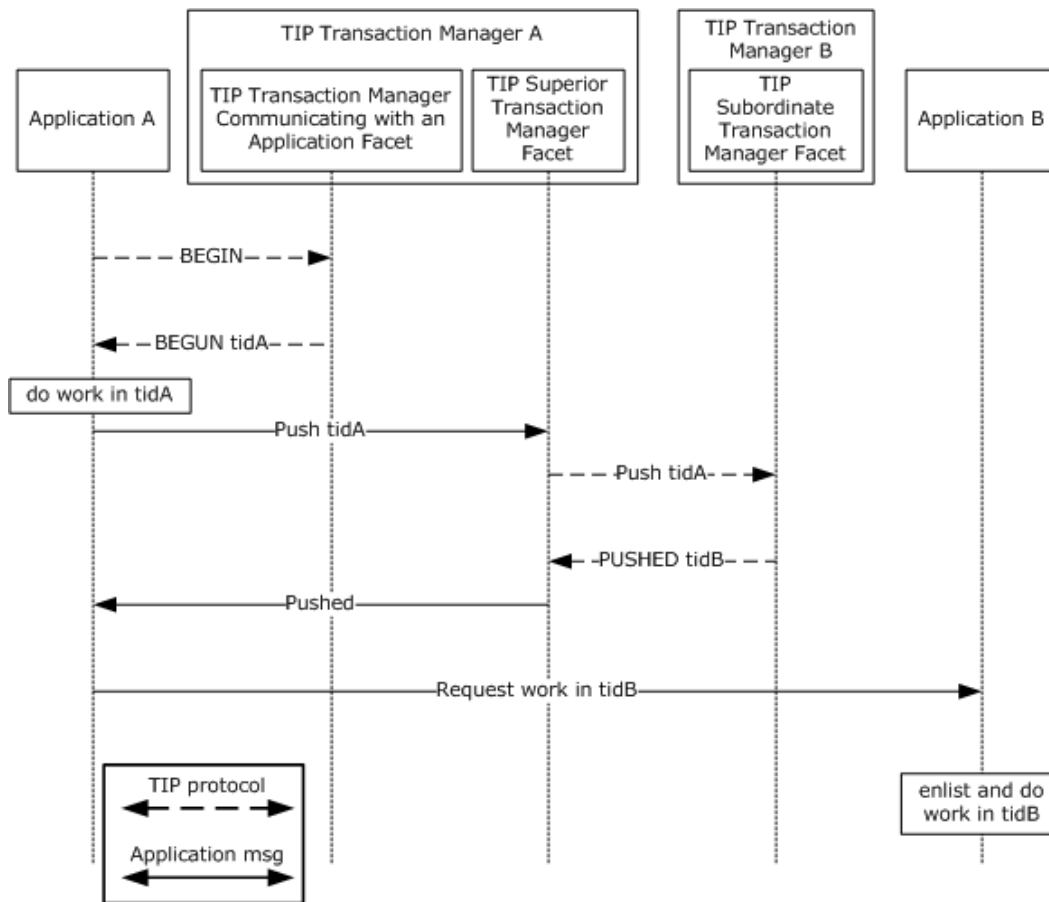 TIP Transaction Manager A
TIP Transaction
Manager B
Application A
TIP Transaction Manager
Communicating with an
Application Facet
TIP Superior
Transaction
Manager
Facet
TIP
Subordinate
Transaction
Manager Facet
Application B
BEGIN
BEGUN tidA
do work in tidA
Push tidA
Push tidA
PUSHED tidB
Pushed
Request work in tidB
TIP protocol
Application msg
enlist and do
work in tidB